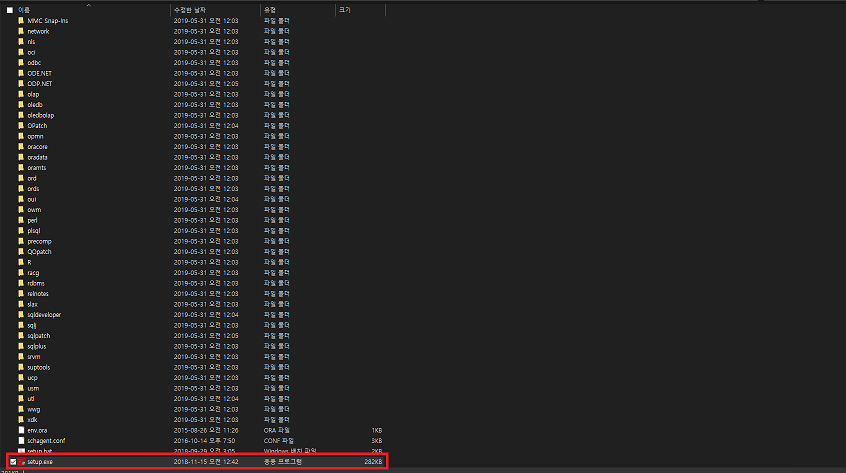 이름 수정한 날짜 유형 크기
MMC Snap-Ins 2019-05-31 오전 12:03 파일 폴더
network 2019-05-31 오전 12:03 파일 폴더
nls 2019-05-31 오전 12:03 파일 폴더
oci 2019-05-31 오전 12:03 파일 폴더
odbc 2019-05-31 오전 12:03 파일 폴더
ODE.NET 2019-05-31 오전 12:03 파일 폴더
ODP.NET 2019-05-31 오전 12:05 파일 폴더
olap 2019-05-31 오전 12:03 파일 폴더
oledb 2019-05-31 오전 12:03 파일 폴더
oledbolap 2019-05-31 오전 12:03 파일 폴더
OPatch 2019-05-31 오전 12:04 파일 폴더
opmn 2019-05-31 오전 12:03 파일 폴더
oracore 2019-05-31 오전 12:03 파일 폴더
oradata 2019-05-31 오전 12:03 파일 폴더
oramts 2019-05-31 오전 12:03 파일 폴더
ord 2019-05-31 오전 12:03 파일 폴더
ords 2019-05-31 오전 12:03 파일 폴더
oui 2019-05-31 오전 12:04 파일 폴더
owm 2019-05-31 오전 12:03 파일 폴더
perl 2019-05-31 오전 12:03 파일 폴더
plsql 2019-05-31 오전 12:03 파일 폴더
precomp 2019-05-31 오전 12:03 파일 폴더
QOpatch 2019-05-31 오전 12:03 파일 폴더
R 2019-05-31 오전 12:03 파일 폴더
racg 2019-05-31 오전 12:03 파일 폴더
rdbms 2019-05-31 오전 12:03 파일 폴더
relnotes 2019-05-31 오전 12:03 파일 폴더
slax 2019-05-31 오전 12:03 파일 폴더
sqldeveloper 2019-05-31 오전 12:04 파일 폴더
sqlj 2019-05-31 오전 12:03 파일 폴더
sqlpatch 2019-05-31 오전 12:05 파일 폴더
sqlplus 2019-05-31 오전 12:03 파일 폴더
srvm 2019-05-31 오전 12:03 파일 폴더
suptools 2019-05-31 오전 12:03 파일 폴더
ucp 2019-05-31 오전 12:03 파일 폴더
usm 2019-05-31 오전 12:03 파일 폴더
utl 2019-05-31 오전 12:04 파일 폴더
wwg 2019-05-31 오전 12:03 파일 폴더
xdk 2019-05-31 오전 12:03 파일 폴더
env.ora 2015-08-26 오전 11:26 ORA 파일 1KB
schagent.conf 2016-10-14 오후 7:50 CONF 파일 3KB
setup.bat 2018-09-29 오전 3:05 Windows 배치 파일 2KB
setup.exe 2018-11-15 오전 12:42 응용 프로그램 282KB